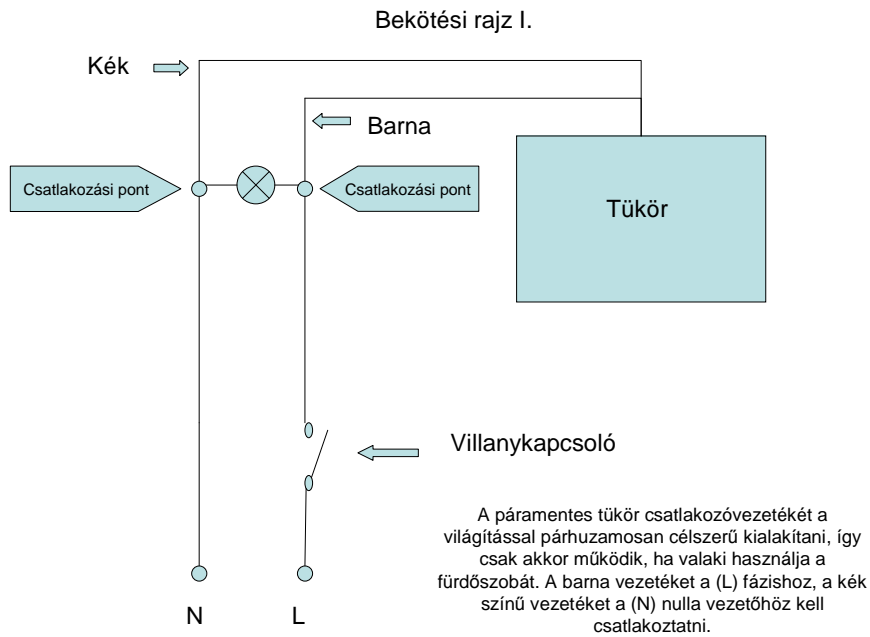 Bekötési rajz I.
Kék
Barna
Csatlakozási pont
Csatlakozási pont
Tükör
Villanykapcsoló
A páramentes tükör csatlakozóvezetékét a
világítással párhuzamosan célszerű kialakítani, így
csak akkor működik, ha valaki használja a
fürdőszobát. A barna vezetéket a (L) fázishoz, a kék
színű vezetéket a (N) nulla vezetőhöz kell
csatlakoztatni.
N
L